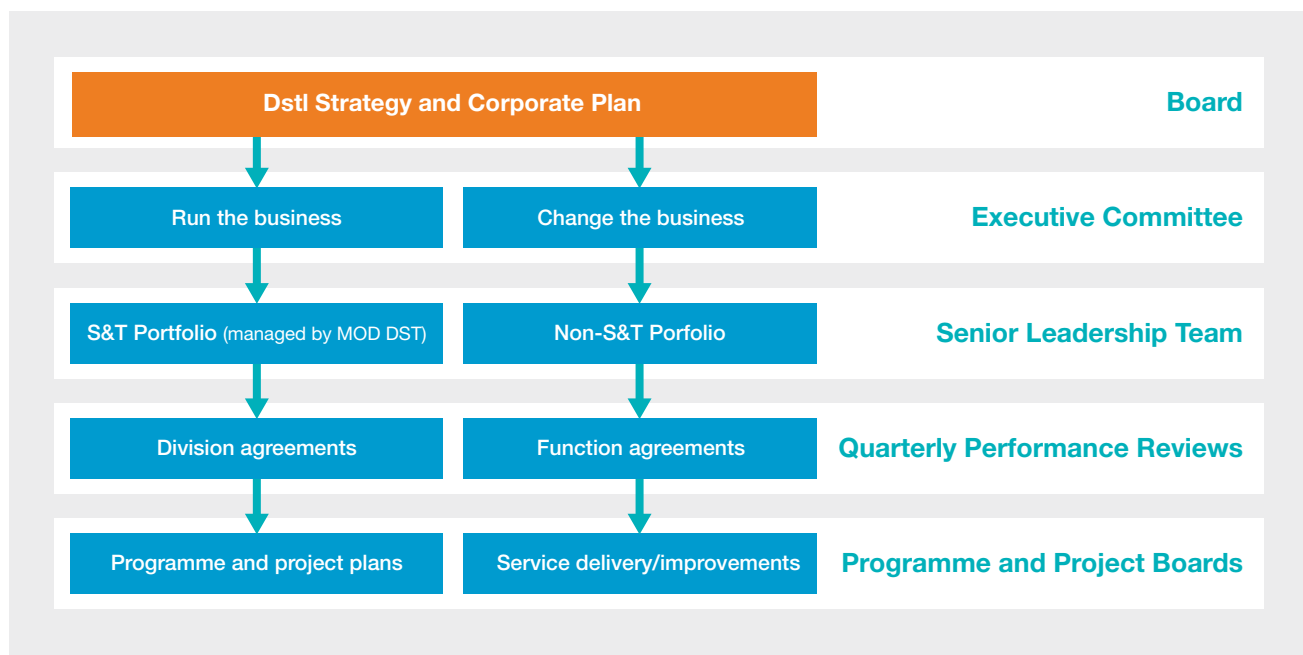 Dstl Strategy and Corporate Plan
Board
Run the business
Change the business
Executive Committee
S&T Portfolio (managed by MOD DST)
Non-S&T Porfolio
Senior Leadership Team
Division agreements
Function agreements
Quarterly Performance Reviews
Programme and project plans
Service delivery/improvements
Programme and Project Boards